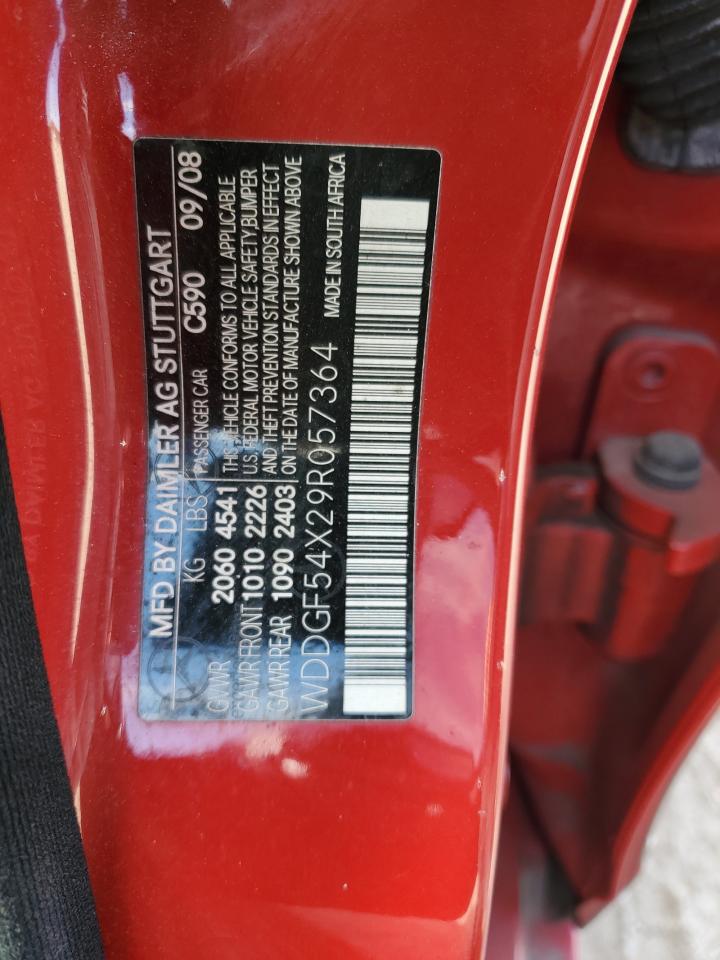 MFD BY DAIMLER AG STUTTGART
KG LBS PASSENGER CAR C590 09/08
GVWR 2060 4541 THIS VEHICLE CONFORMS TO ALL APPLICABLE
GAWR FRONT 1010 2226 U.S. FEDERAL MOTOR VEHICLE SAFETY, BUMPER
GAWR REAR 1090 2403 AND THEFT PREVENTION STANDARDS IN EFFECT
ON THE DATE OF MANUFACTURE SHOWN ABOVE
WDDGF54X29R057364 MADE IN SOUTH AFRICA